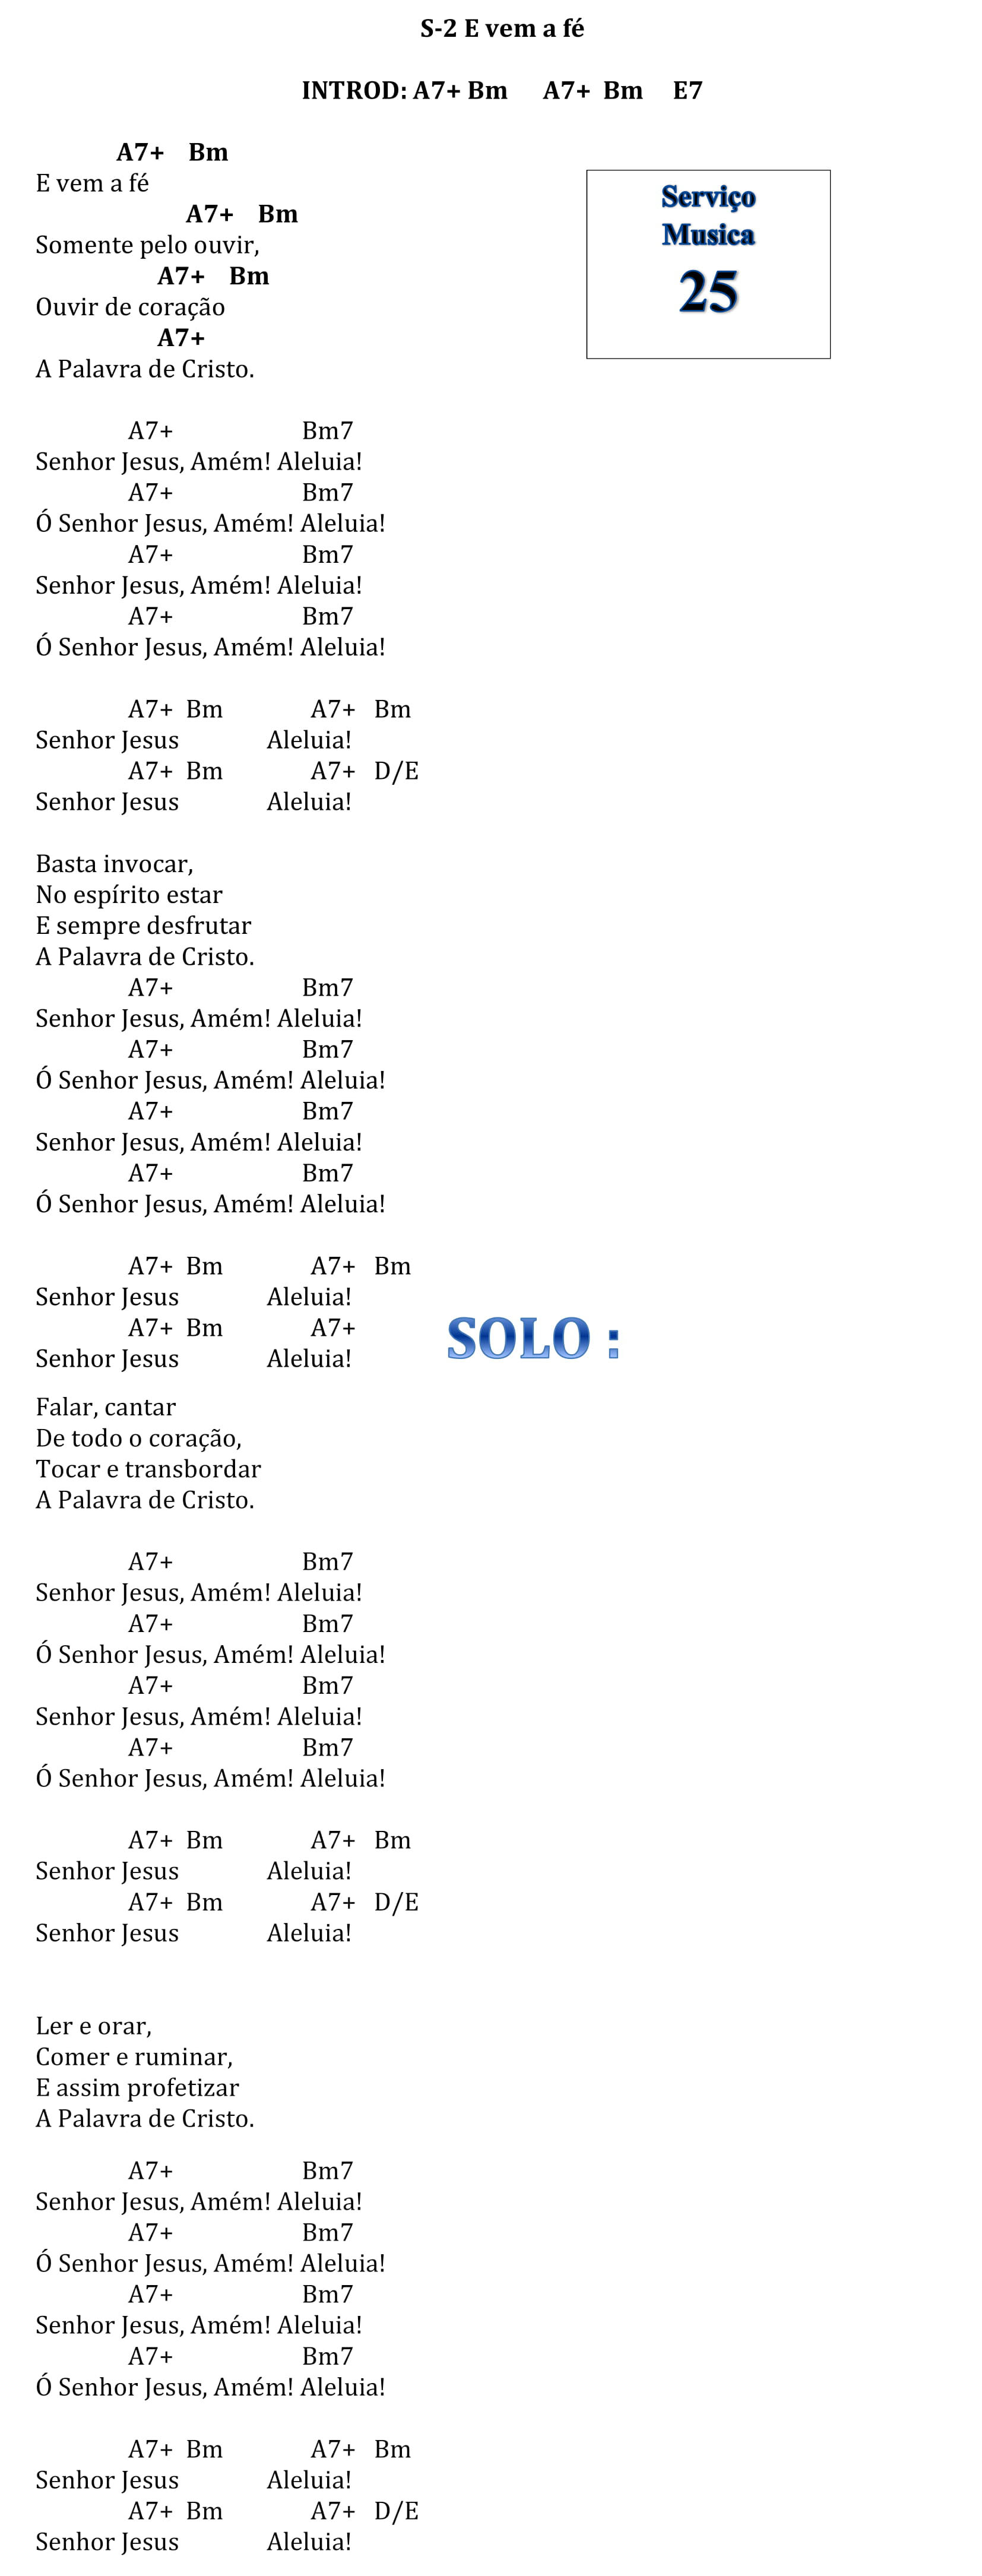 S-2 E vem a fé
INTROD: A7+ Bm A7+ Bm E7
A7+ Bm
E vem a fé
A7+ Bm
Somente pelo ouvir,
A7+ Bm
Ouvir de coração
A7+
A Palavra de Cristo.
Serviço
Musica
25
A7+ Bm7
Senhor Jesus, Amém! Aleluia!
A7+ Bm7
Ó Senhor Jesus, Amém! Aleluia!
A7+ Bm7
Senhor Jesus, Amém! Aleluia!
A7+ Bm7
Ó Senhor Jesus, Amém! Aleluia!
A7+ Bm A7+ Bm
Senhor Jesus Aleluia!
A7+ Bm A7+ D/E
Senhor Jesus Aleluia!
Basta invocar,
No espírito estar
E sempre desfrutar
A Palavra de Cristo.
A7+ Bm7
Senhor Jesus, Amém! Aleluia!
A7+ Bm7
Ó Senhor Jesus, Amém! Aleluia!
A7+ Bm7
Senhor Jesus, Amém! Aleluia!
A7+ Bm7
Ó Senhor Jesus, Amém! Aleluia!
A7+ Bm A7+ Bm
Senhor Jesus Aleluia!
A7+ Bm A7+
Senhor Jesus Aleluia!
SOLO :
Falar, cantar
De todo o coração,
Tocar e transbordar
A Palavra de Cristo.
A7+ Bm7
Senhor Jesus, Amém! Aleluia!
A7+ Bm7
Ó Senhor Jesus, Amém! Aleluia!
A7+ Bm7
Senhor Jesus, Amém! Aleluia!
A7+ Bm7
Ó Senhor Jesus, Amém! Aleluia!
A7+ Bm A7+ Bm
Senhor Jesus Aleluia!
A7+ Bm A7+ D/E
Senhor Jesus Aleluia!
Ler e orar,
Comer e ruminar,
E assim profetizar
A Palavra de Cristo.
A7+ Bm7
Senhor Jesus, Amém! Aleluia!
A7+ Bm7
Ó Senhor Jesus, Amém! Aleluia!
A7+ Bm7
Senhor Jesus, Amém! Aleluia!
A7+ Bm7
Ó Senhor Jesus, Amém! Aleluia!
A7+ Bm A7+ Bm
Senhor Jesus Aleluia!
A7+ Bm A7+ D/E
Senhor Jesus Aleluia!